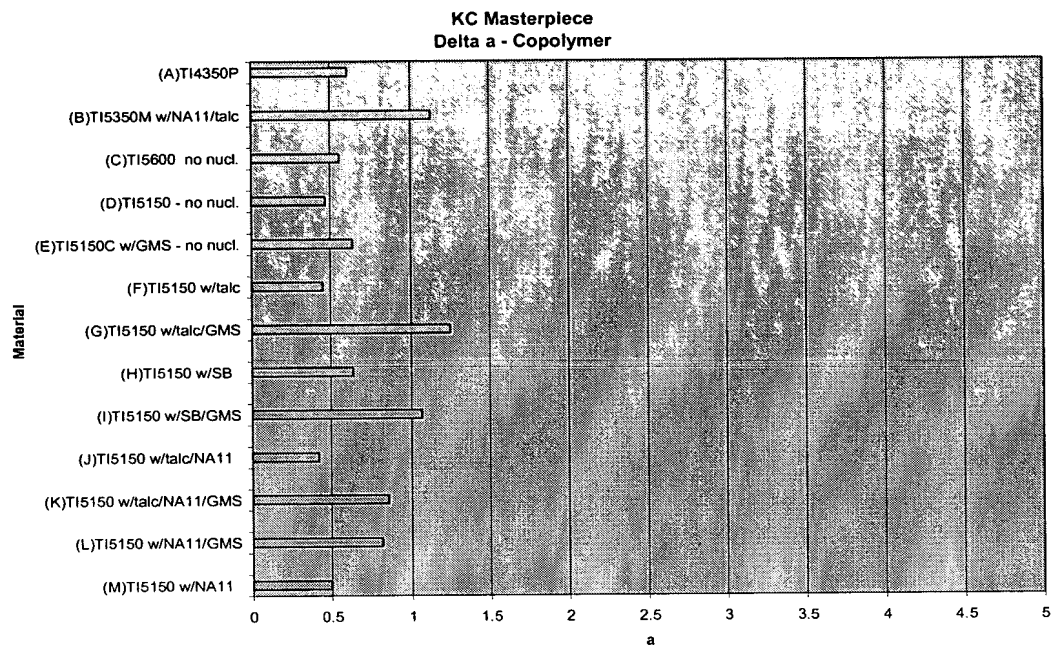 KC Masterpiece
Delta a - Copolymer
(A)TI4350P
(B)TI5350M w/NA11/talc
(C)TI5600 no nucl.
(D)TI5150 - no nucl.
(E)TI5150C w/GMS - no nucl.
(F)TI5150 w/talc
(G)TI5150 w/talc/GMS
(H)TI5150 w/SB
(I)TI5150 w/SB/GMS
(J)TI5150 w/talc/NA11
(K)TI5150 w/talc/NA11/GMS
(L)TI5150 w/NA11/GMS
(M)TI5150 w/NA11
Material
0 0.5 1 1.5 2 2.5 3 3.5 4 4.5 5
a